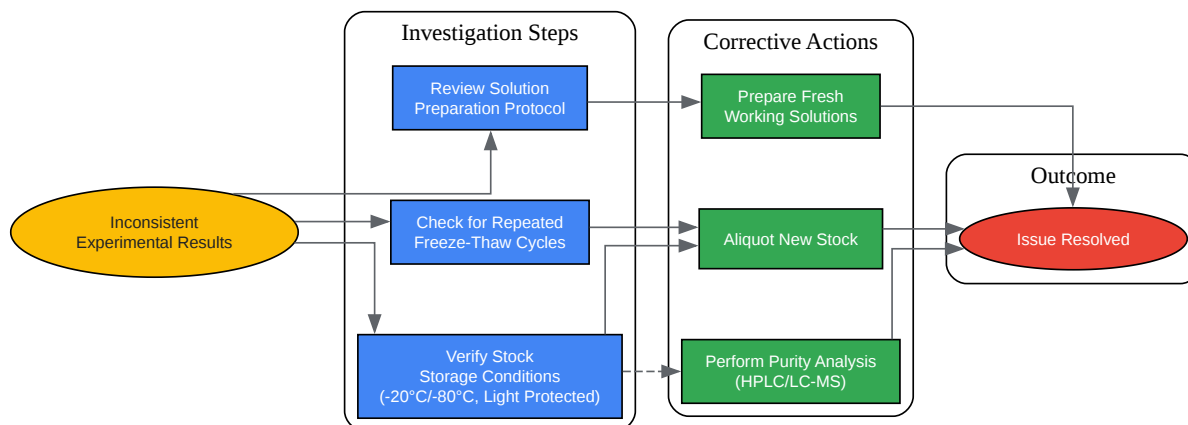 Investigation Steps
Corrective Actions
Review Solution
Preparation Protocol
Prepare Fresh
Working Solutions
Outcome
Inconsistent
Experimental Results
Check for Repeated
Freeze-Thaw Cycles
Aliquot New Stock
Issue Resolved
Verify Stock
Storage Conditions
(-20°C/-80°C, Light Protected)
Perform Purity Analysis
(HPLC/LC-MS)